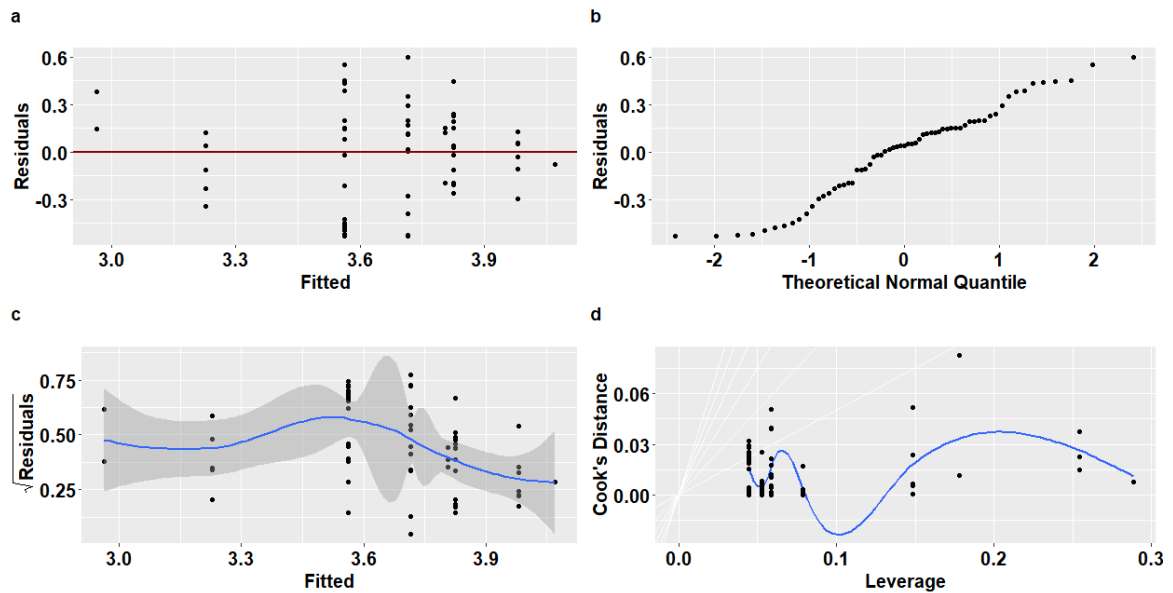 a
0.6
0.3
0.0
-0.3
Residuals
3.0 3.3 3.6 3.9
Fitted
b
0.6
0.3
0.0
-0.3
Residuals
-2 -1 0 1 2
Theoretical Normal Quantile
c
0.75
0.50
0.25
√Residuals
3.0 3.3 3.6 3.9
Fitted
d
0.06
0.03
0.00
Cook's Distance
0.0 0.1 0.2 0.3
Leverage